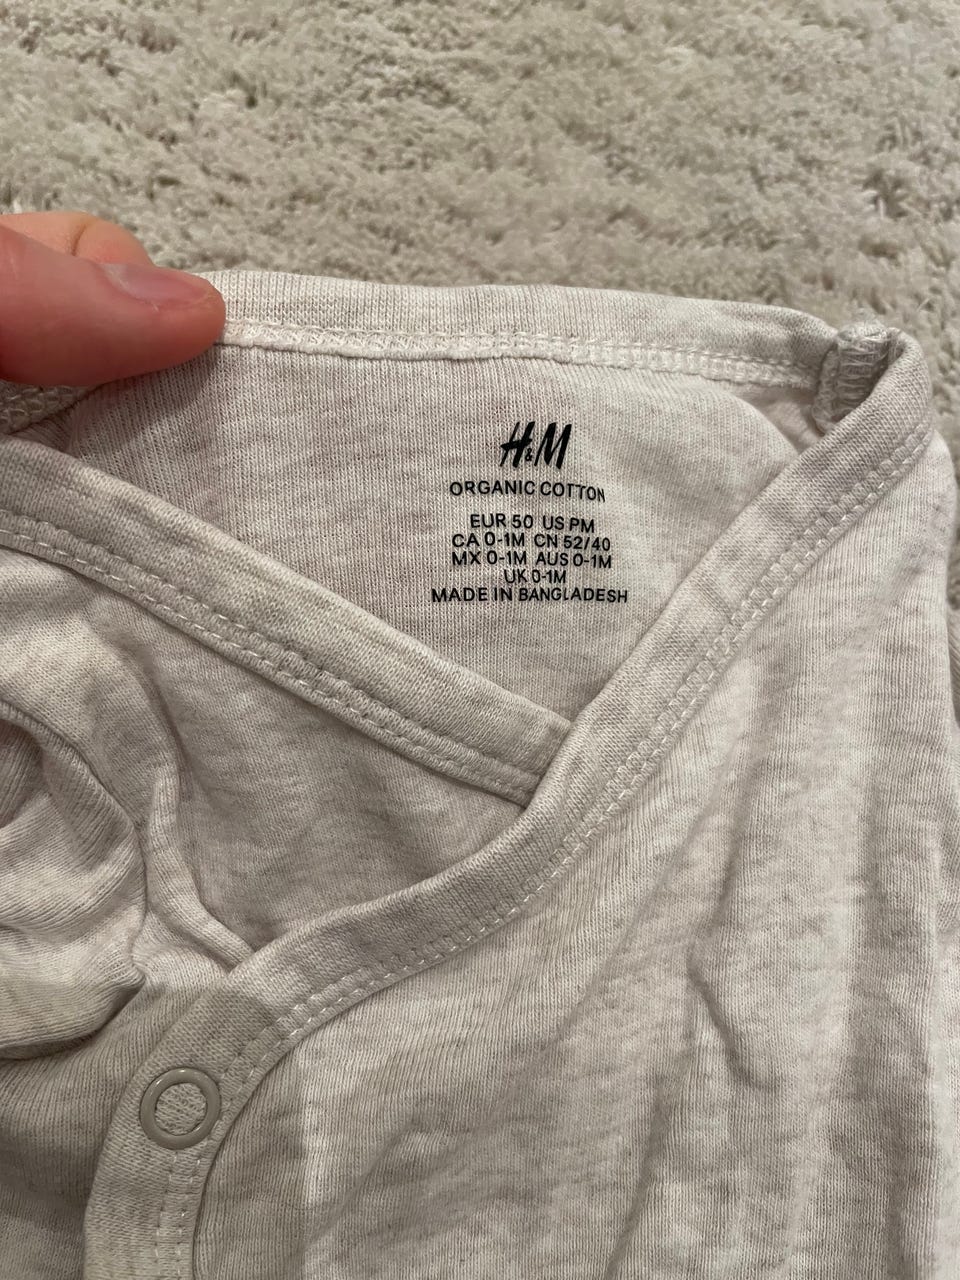 H&M
ORGANIC COTTON
EUR 50 US PM
CA 0-1M CN 52/40
MX 0-1M AUS 0-1M
UK 0-1M
MADE IN BANGLADESH